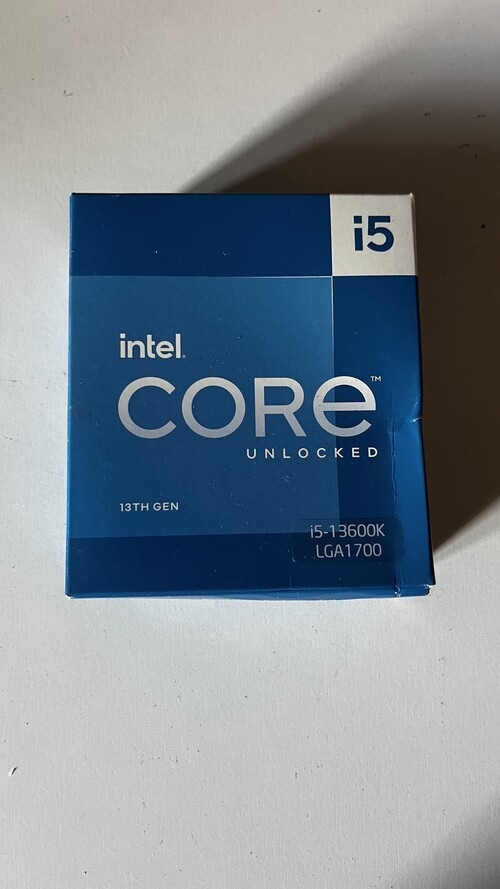 i5
intel.
CORe™
UNLOCKED
13TH GEN
i5-13600K
LGA1700